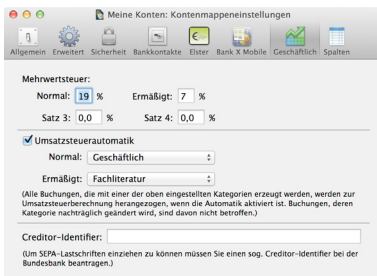 Meine Konten: Kontenmappeneinstellungen
Allgemein Erweitert Sicherheit Bankkontakte Elster Bank X Mobile Geschäftlich Spalten
Mehrwertsteuer:
Normal: 19 % Ermäßigt: 7 %
Satz 3: 0,0 % Satz 4: 0,0 %
Umsatzsteuerautomatik
Normal: Geschäftlich
Ermäßigt: Fachliteratur
(Alle Buchungen, die mit einer der oben eingestellten Kategorien erzeugt werden, werden zur
Umsatzsteuerberechnung herangezogen, wenn die Automatik aktiviert ist. Buchungen, deren
Kategorie nachträglich geändert wird, sind davon nicht betroffen.)
Creditor-Identifier:
(Um SEPA-Lastschriften einziehen zu können müssen Sie einen sog. Creditor-Identifier bei der
Bundesbank beantragen.)